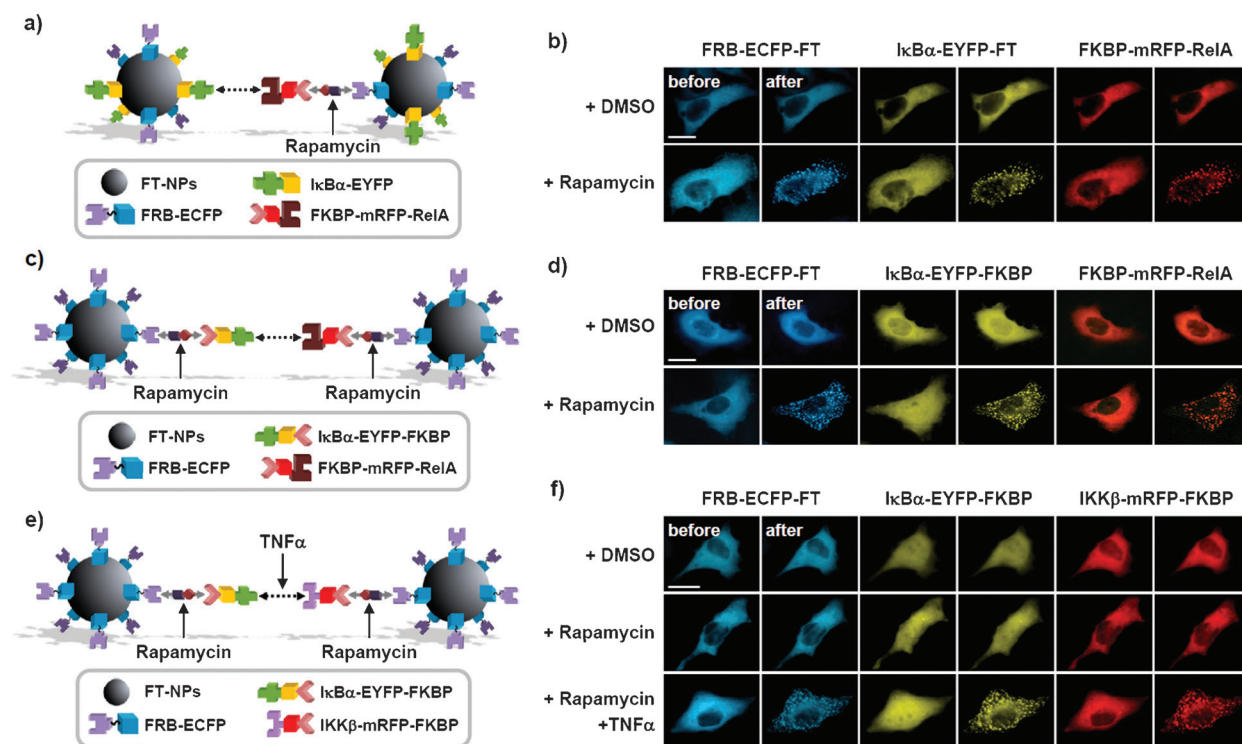 a)
Rapamycin
FT-NPs
IκBα-EYFP
FRB-ECFP
FKBP-mRFP-RelA
b)
FRB-ECFP-FT
IκBα-EYFP-FT
FKBP-mRFP-RelA
before
after
+ DMSO
+ Rapamycin
c)
Rapamycin
Rapamycin
FT-NPs
IκBα-EYFP-FKBP
FRB-ECFP
FKBP-mRFP-RelA
d)
FRB-ECFP-FT
IκBα-EYFP-FKBP
FKBP-mRFP-RelA
before
after
+ DMSO
+ Rapamycin
e)
TNFα
Rapamycin
Rapamycin
FT-NPs
IκBα-EYFP-FKBP
FRB-ECFP
IKKβ-mRFP-FKBP
f)
FRB-ECFP-FT
IκBα-EYFP-FKBP
IKKβ-mRFP-FKBP
before
after
+ DMSO
+ Rapamycin
+ Rapamycin
+TNFα